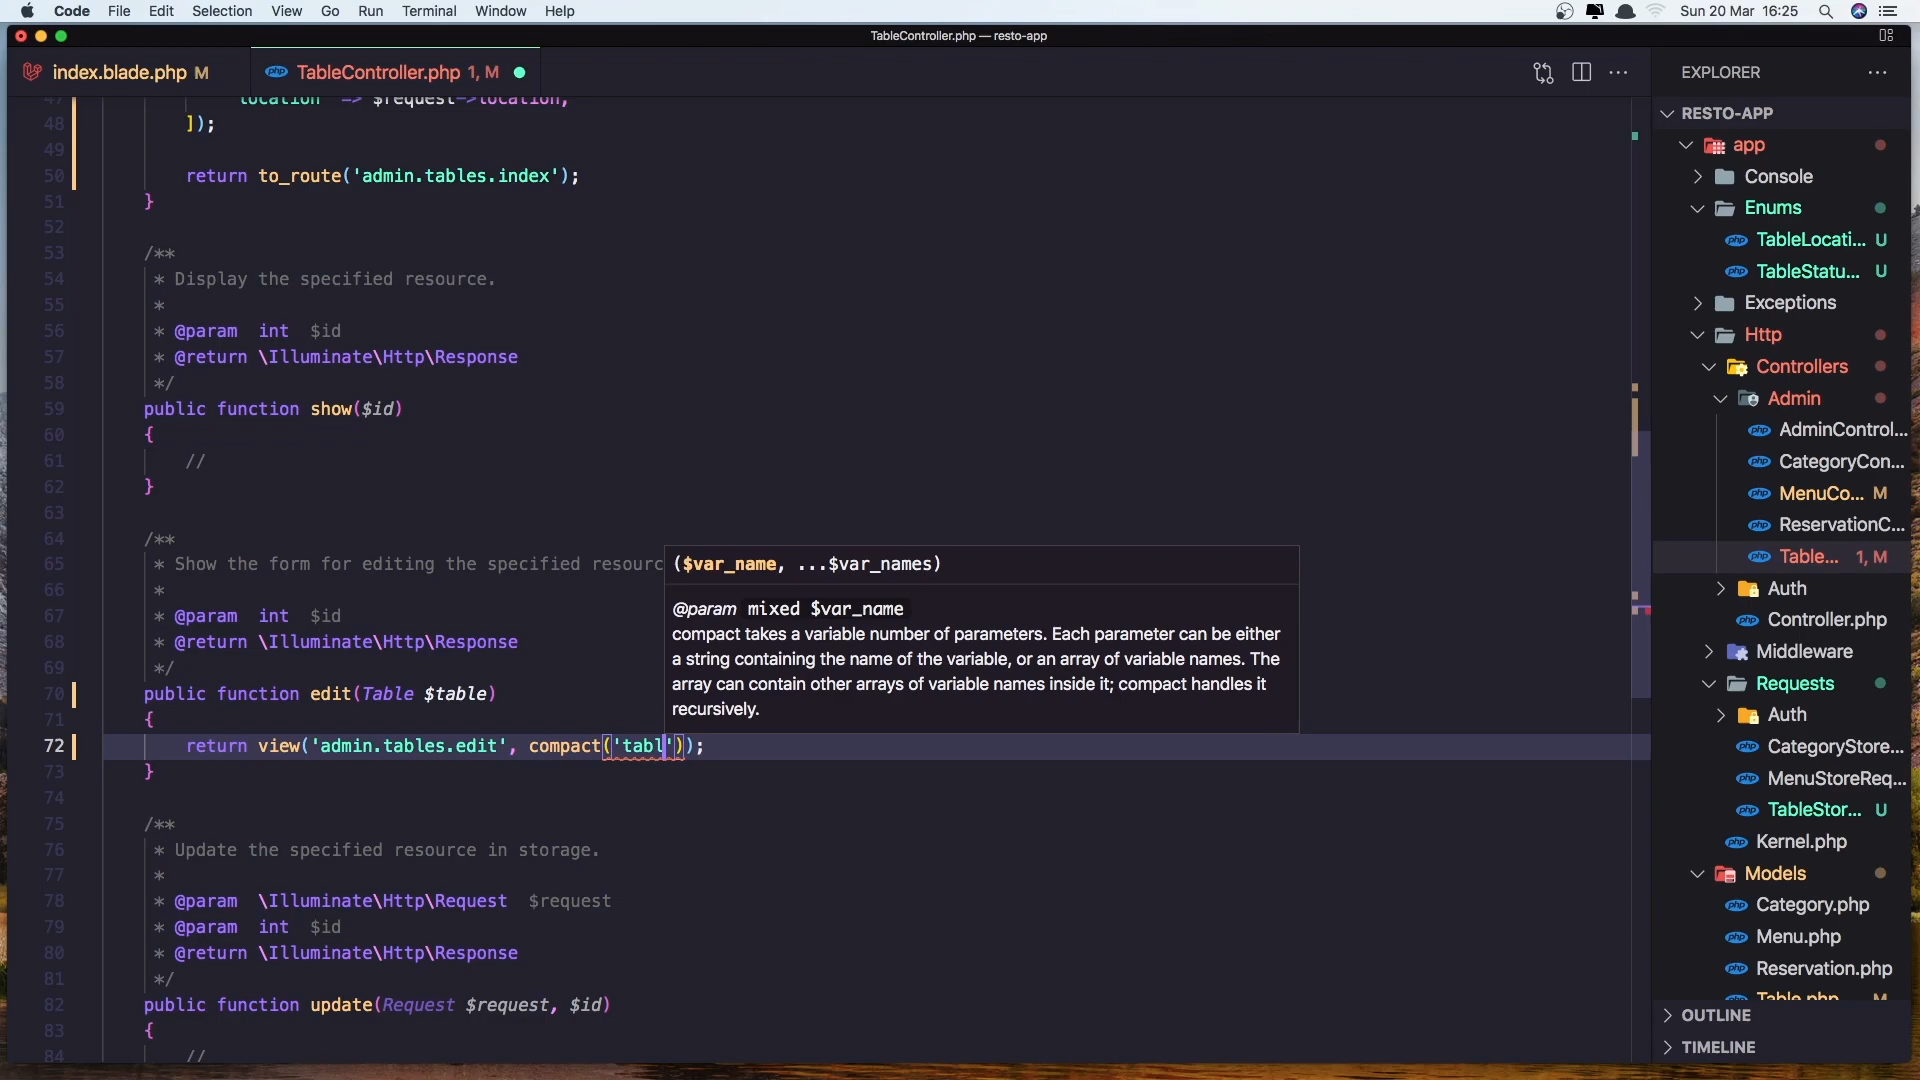 Code File Edit Selection View Go Run Terminal Window Help Sun 20 Mar 16:25
TableController.php — resto-app
index.blade.php M TableController.php 1, M
EXPLORER
RESTO-APP
47 location => $request->location,
48 ]);
49
50 return to_route('admin.tables.index');
51 }
52
53 /**
54 * Display the specified resource.
55 *
56 * @param int $id
57 * @return \Illuminate\Http\Response
58 */
59 public function show($id)
60 {
61 //
62 }
63
64 /**
65 * Show the form for editing the specified resourc
66 *
67 * @param int $id
68 * @return \Illuminate\Http\Response
69 */
70 public function edit(Table $table)
71 {
72 return view('admin.tables.edit', compact('tabl'));
73 }
74
75 /**
76 * Update the specified resource in storage.
77 *
78 * @param \Illuminate\Http\Request $request
79 * @param int $id
80 * @return \Illuminate\Http\Response
81 */
82 public function update(Request $request, $id)
83 {
84 //
($var_name, ...$var_names)
@param mixed $var_name
compact takes a variable number of parameters. Each parameter can be either
a string containing the name of the variable, or an array of variable names. The
array can contain other arrays of variable names inside it; compact handles it
recursively.
app
Console
Enums
TableLocati... U
TableStatu... U
Exceptions
Http
Controllers
Admin
AdminControl...
CategoryCon...
MenuCo... M
ReservationC...
Table... 1, M
Auth
Controller.php
Middleware
Requests
Auth
CategoryStore...
MenuStoreReq...
TableStor... U
Kernel.php
Models
Category.php
Menu.php
Reservation.php
Table.php M
OUTLINE
TIMELINE